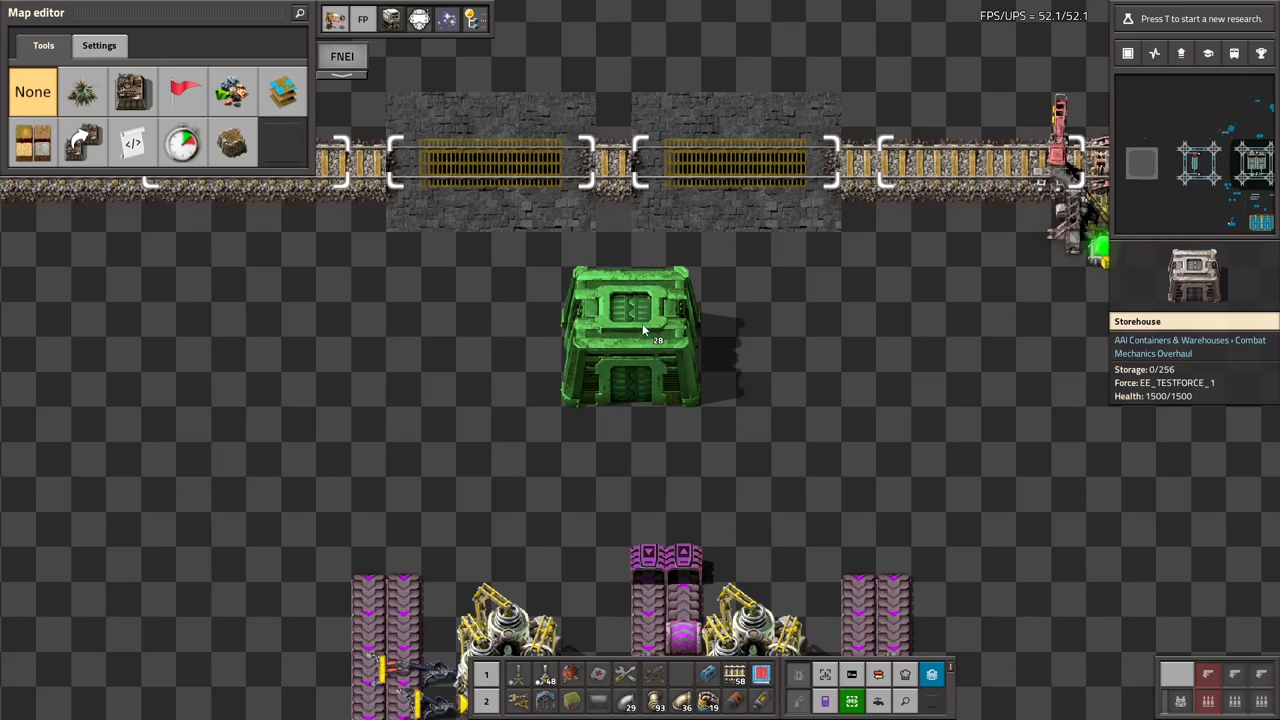 Map editor
FP
FPS/UPS = 52.1/52.1
Press T to start a new research.
Tools
Settings
FNEI
None
</>
28
Storehouse
AAI Containers & Warehouses › Combat
Mechanics Overhaul
Storage: 0/256
Force: EE_TESTFORCE_1
Health: 1500/1500
1
48
58
2
29
93
36
19